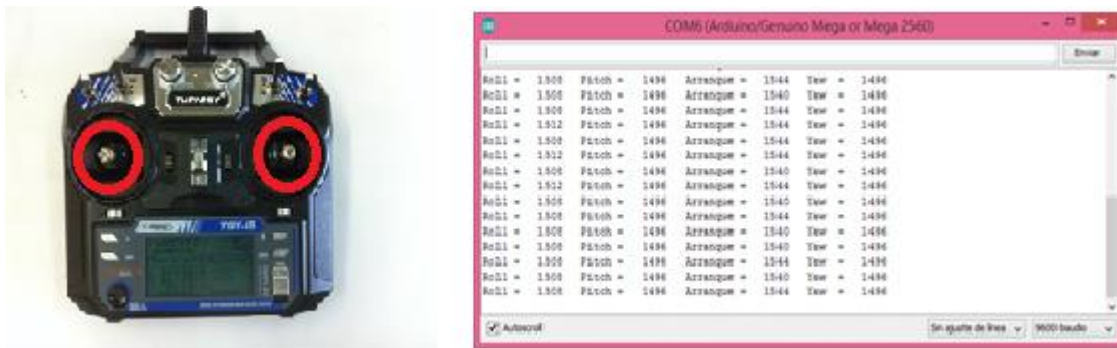 TURNIGY
TGY-i6
COM6 (Arduino/Genuino Mega or Mega 2560)
Enviar
Roll = 1508 Pitch = 1496 Arranque = 1544 Yaw = 1496
Roll = 1508 Pitch = 1496 Arranque = 1540 Yaw = 1496
Roll = 1508 Pitch = 1496 Arranque = 1544 Yaw = 1496
Roll = 1512 Pitch = 1496 Arranque = 1544 Yaw = 1496
Roll = 1508 Pitch = 1496 Arranque = 1544 Yaw = 1496
Roll = 1512 Pitch = 1496 Arranque = 1544 Yaw = 1496
Roll = 1508 Pitch = 1496 Arranque = 1540 Yaw = 1496
Roll = 1512 Pitch = 1496 Arranque = 1544 Yaw = 1496
Roll = 1508 Pitch = 1496 Arranque = 1540 Yaw = 1496
Roll = 1508 Pitch = 1496 Arranque = 1544 Yaw = 1496
Roll = 1508 Pitch = 1496 Arranque = 1540 Yaw = 1496
Roll = 1508 Pitch = 1496 Arranque = 1540 Yaw = 1496
Roll = 1508 Pitch = 1496 Arranque = 1544 Yaw = 1496
Roll = 1508 Pitch = 1496 Arranque = 1540 Yaw = 1496
Roll = 1508 Pitch = 1496 Arranque = 1544 Yaw = 1496
Autoscroll
Sin ajuste de línea
9600 baudio